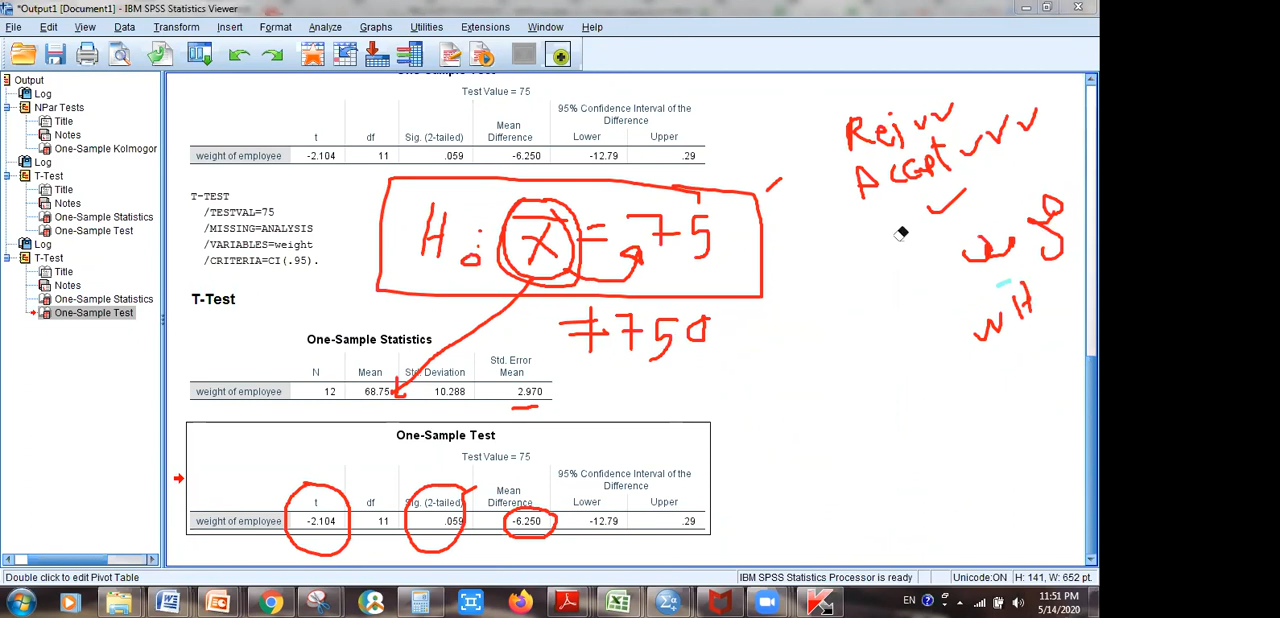 *Output1 [Document1] - IBM SPSS Statistics Viewer
File Edit View Data Transform Insert Format Analyze Graphs Utilities Extensions Window Help
Output
Log
NPar Tests
Title
Notes
One-Sample Kolmogor
Log
T-Test
Title
Notes
One-Sample Statistics
One-Sample Test
Log
T-Test
Title
Notes
One-Sample Statistics
One-Sample Test
One-Sample Test
Test Value = 75
95% Confidence Interval of the Difference
t df Sig. (2-tailed) Mean Difference Lower Upper
weight of employee -2.104 11 .059 -6.250 -12.79 .29
T-TEST
/TESTVAL=75
/MISSING=ANALYSIS
/VARIABLES=weight
/CRITERIA=CI(.95).
H0: x̄ = 75
≠ 75
Rej
Accept
H
T-Test
One-Sample Statistics
N Mean Std. Deviation Std. Error Mean
weight of employee 12 68.75 10.288 2.970
One-Sample Test
Test Value = 75
95% Confidence Interval of the Difference
t df Sig. (2-tailed) Mean Difference Lower Upper
weight of employee -2.104 11 .059 -6.250 -12.79 .29
Double click to edit Pivot Table
IBM SPSS Statistics Processor is ready
Unicode:ON H: 141, W: 652 pt.
EN
11:51 PM
5/14/2020